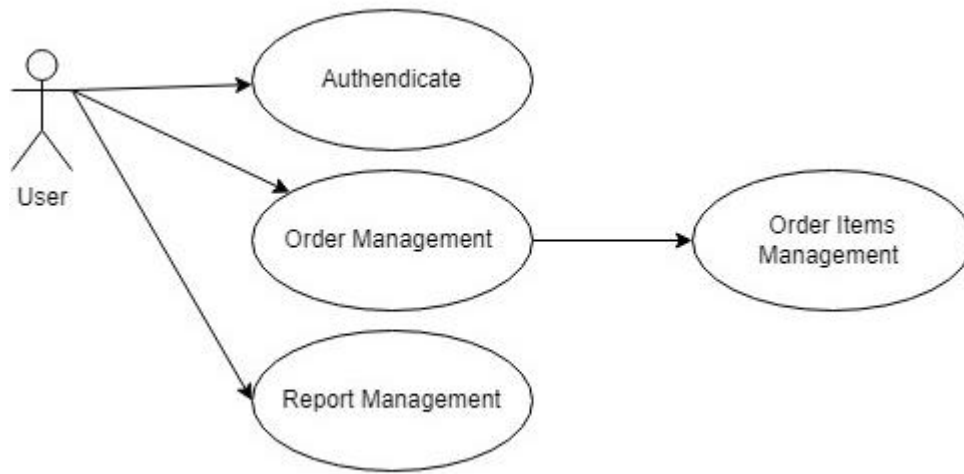 Authendicate
User
Order Management
Order Items
Management
Report Management